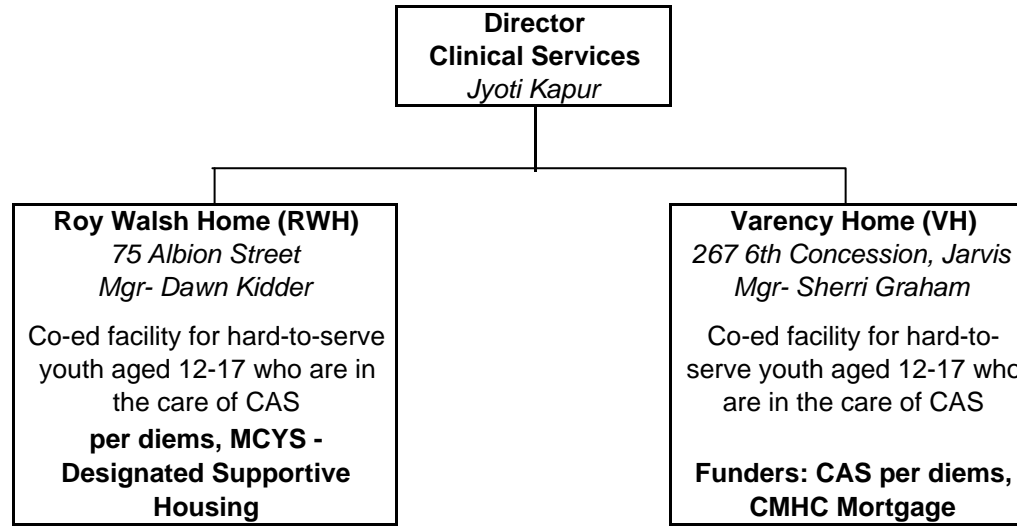 Director
Clinical Services
Jyoti Kapur
Roy Walsh Home (RWH)
75 Albion Street
Mgr- Dawn Kidder
Co-ed facility for hard-to-serve
youth aged 12-17 who are in
the care of CAS
per diems, MCYS -
Designated Supportive
Housing
Varency Home (VH)
267 6th Concession, Jarvis
Mgr- Sherri Graham
Co-ed facility for hard-to-
serve youth aged 12-17 who
are in the care of CAS
Funders: CAS per diems,
CMHC Mortgage